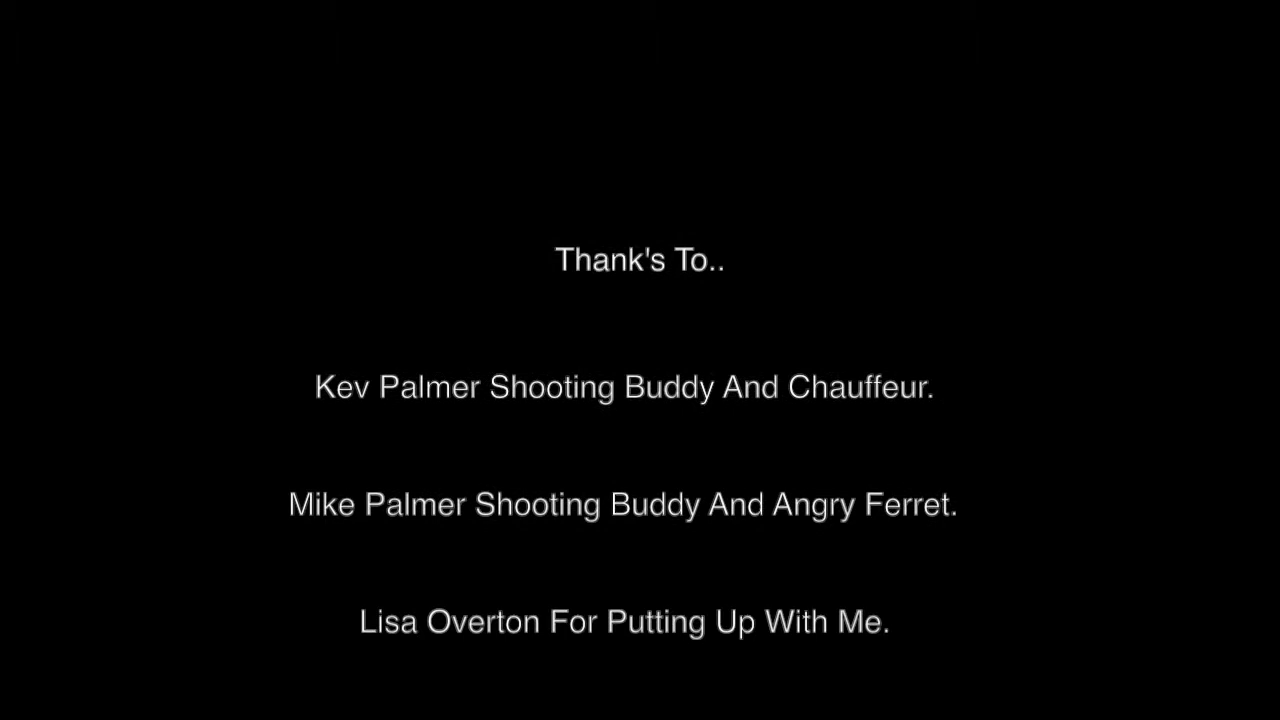 Thank's To..
Kev Palmer Shooting Buddy And Chauffeur.
Mike Palmer Shooting Buddy And Angry Ferret.
Lisa Overton For Putting Up With Me.